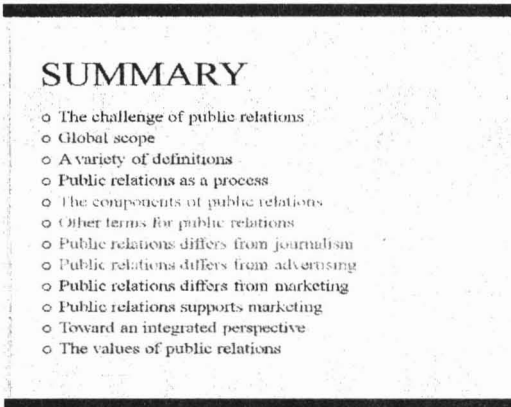 SUMMARY
o The challenge of public relations
o Global scope
o A variety of definitions
o Public relations as a process
o The components of public relations
o Other terms for public relations
o Public relations differs from journalism
o Public relations differs from advertising
o Public relations differs from marketing
o Public relations supports marketing
o Toward an integrated perspective
o The values of public relations